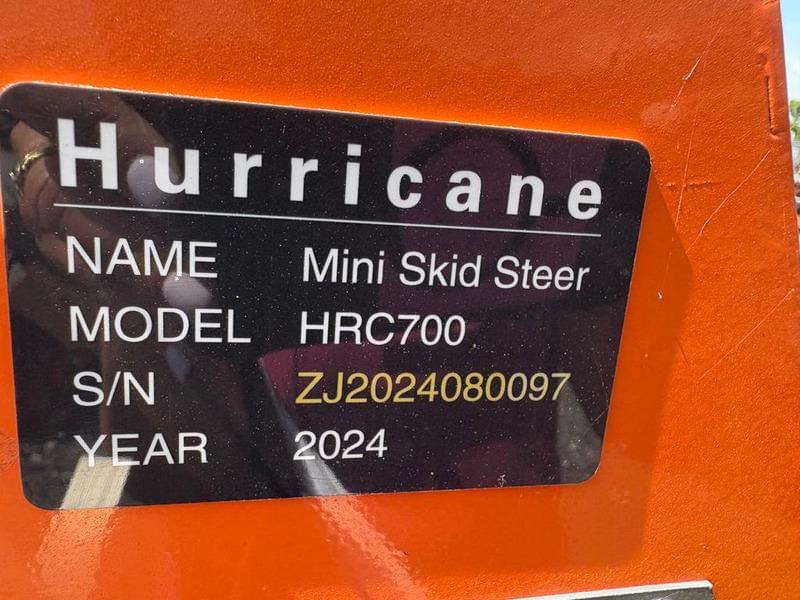 Hurricane
NAME Mini Skid Steer
MODEL HRC700
S/N ZJ2024080097
YEAR 2024